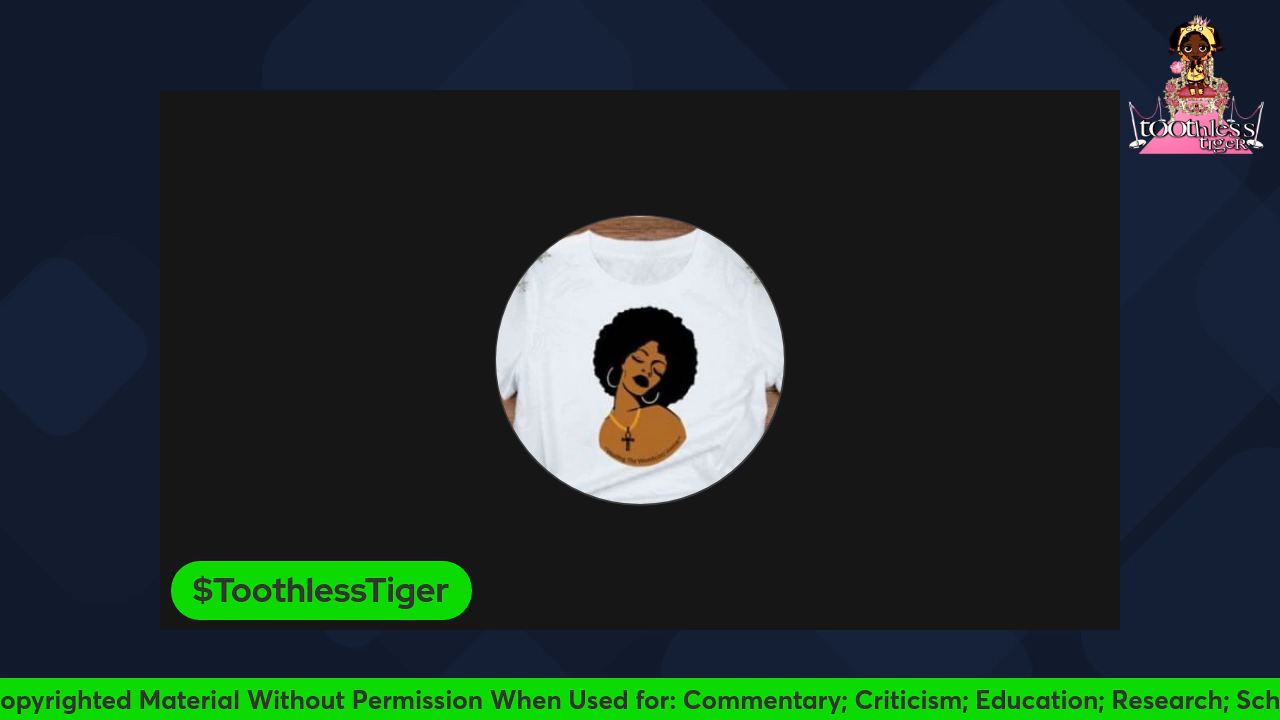 toothless
tiger
$ToothlessTiger
opyrighted Material Without Permission When Used for: Commentary; Criticism; Education; Research; Sch